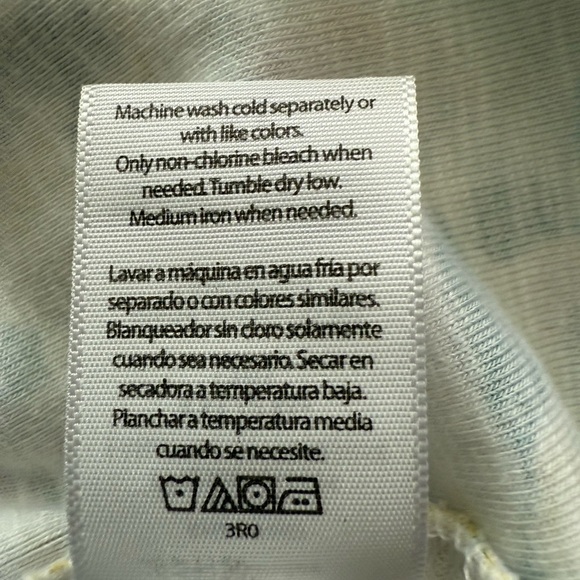 Machine wash cold separately or
with like colors.
Only non-chlorine bleach when
needed. Tumble dry low.
Medium iron when needed.
Lavar a máquina en agua fría por
separado o con colores similares.
Blanqueador sin cloro solamente
cuando sea necesario. Secar en
secadora a temperatura baja.
Planchar a temperatura media
cuando se necesite.
3R0